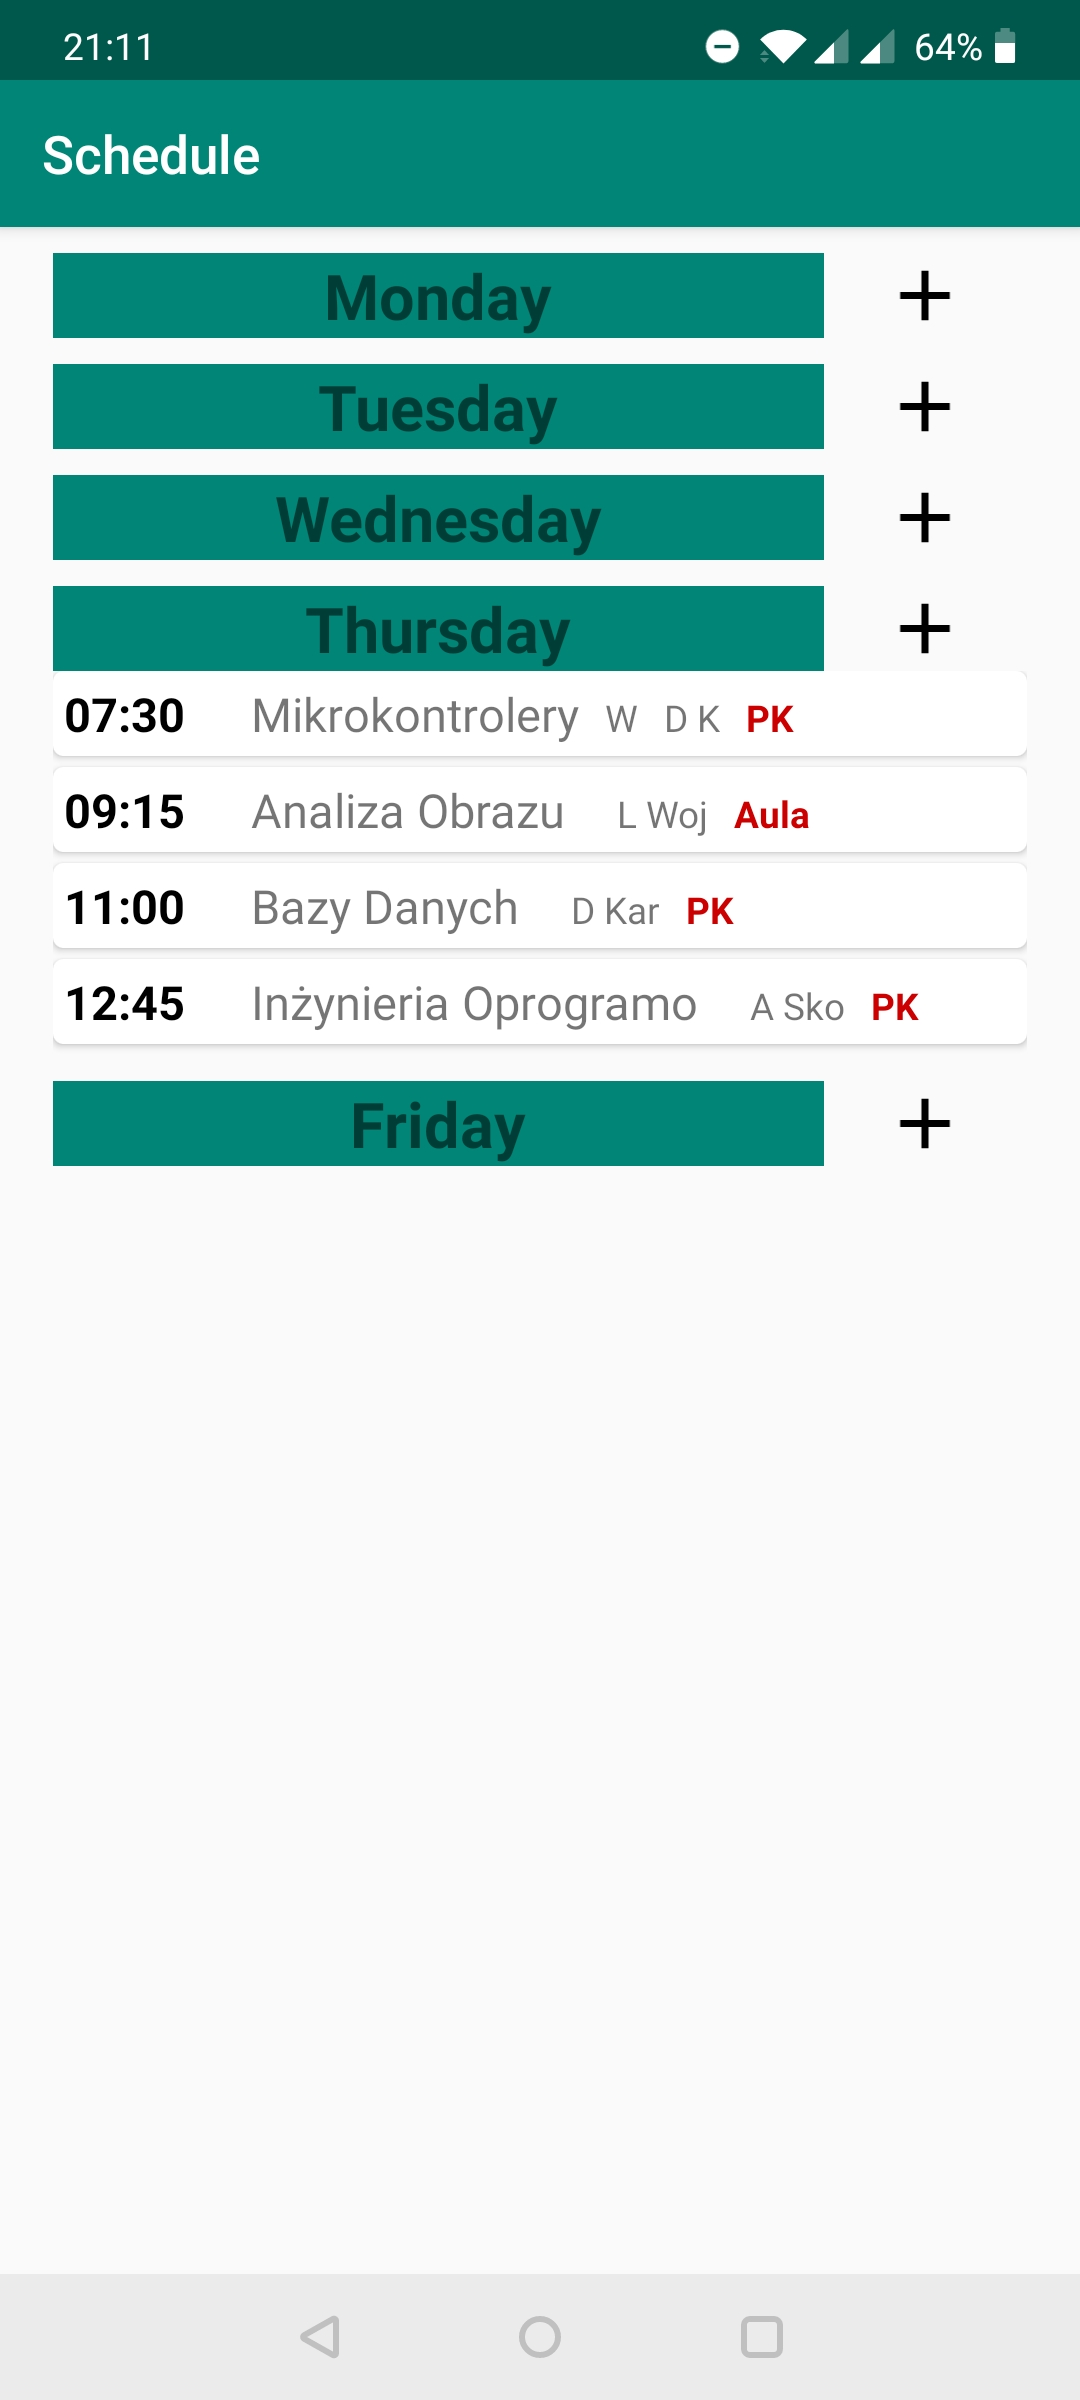 21:11 64%
Schedule
Monday +
Tuesday +
Wednesday +
Thursday +
07:30 Mikrokontrolery W D K PK
09:15 Analiza Obrazu L Woj Aula
11:00 Bazy Danych D Kar PK
12:45 Inżynieria Oprogramo A Sko PK
Friday +